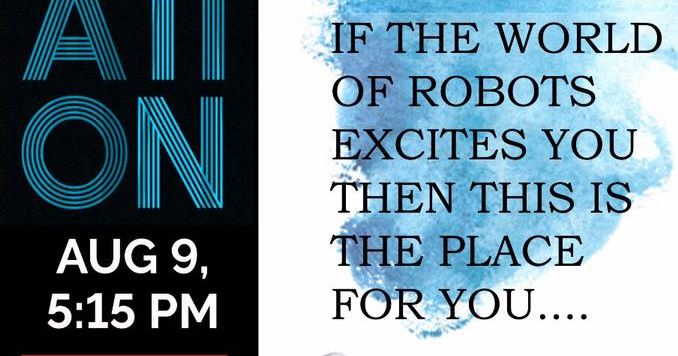 ON
AUG 9,
5:15 PM
IF THE WORLD
OF ROBOTS
EXCITES YOU
THEN THIS IS
THE PLACE
FOR YOU....